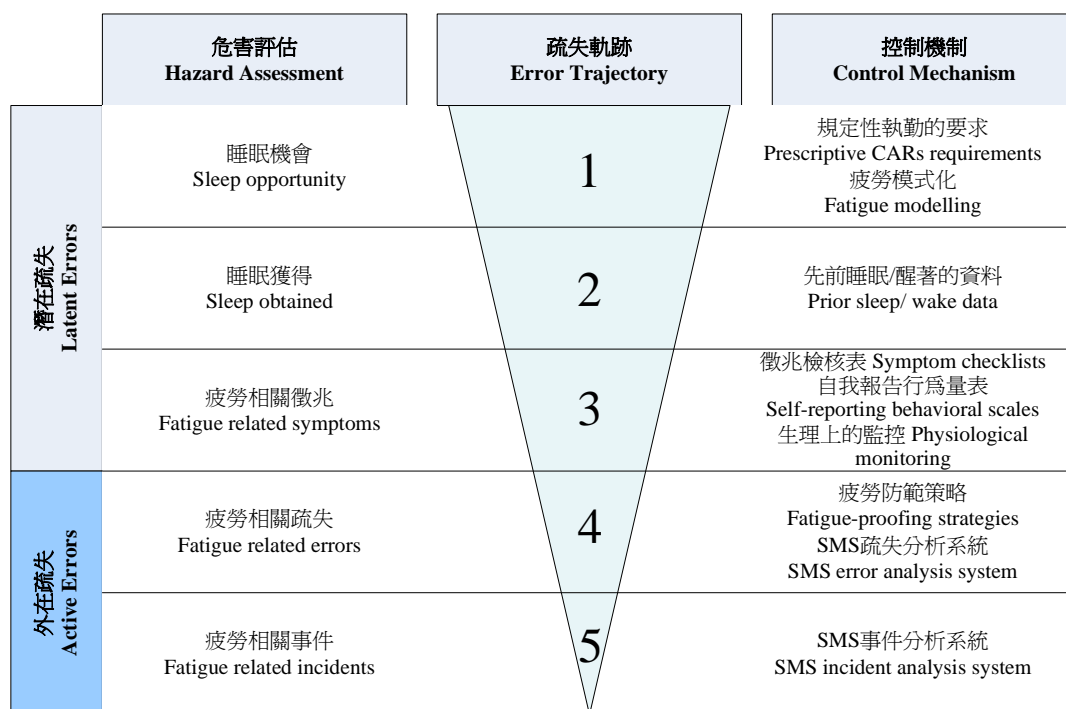 危害評估
Hazard Assessment
疏失軌跡
Error Trajectory
控制機制
Control Mechanism
潛在疏失
Latent Errors
睡眠機會
Sleep opportunity
1
規定性執勤的要求
Prescriptive CARs requirements
疲勞模式化
Fatigue modelling
睡眠獲得
Sleep obtained
2
先前睡眠/醒著的資料
Prior sleep/ wake data
疲勞相關徵兆
Fatigue related symptoms
3
徵兆檢核表 Symptom checklists
自我報告行為量表
Self-reporting behavioral scales
生理上的監控 Physiological
monitoring
外在疏失
Active Errors
疲勞相關疏失
Fatigue related errors
4
疲勞防範策略
Fatigue-proofing strategies
SMS疏失分析系統
SMS error analysis system
疲勞相關事件
Fatigue related incidents
5
SMS事件分析系統
SMS incident analysis system